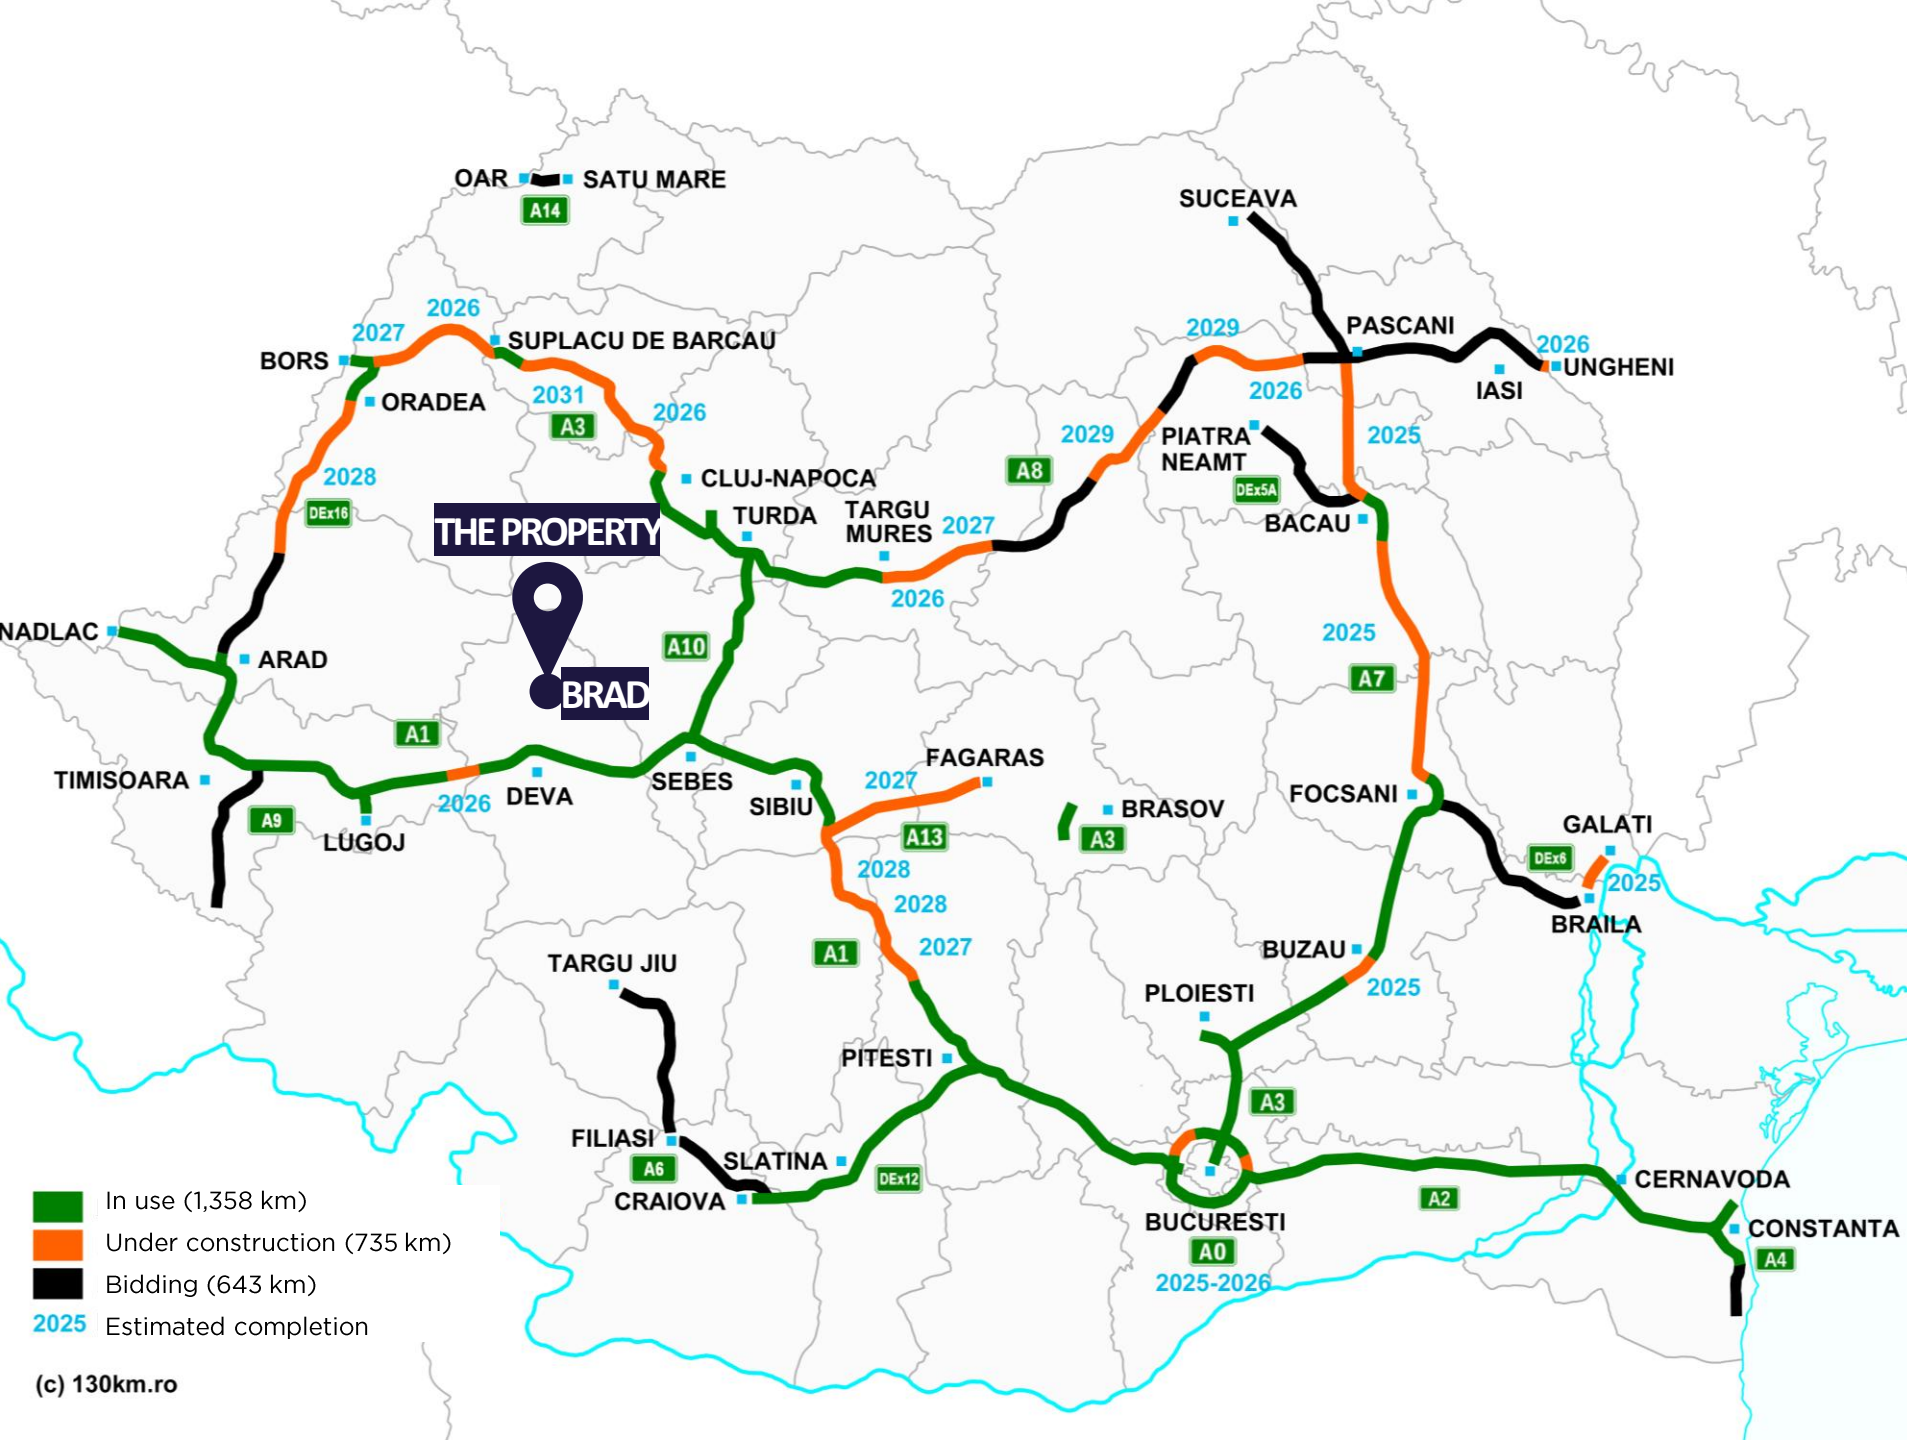 OAR
SATU MARE
A14
SUCEAVA
2026
2027
BORS
SUPLACU DE BARCAU
ORADEA
2031
A3
2026
2028
DEx16
2029
PASCANI
2026
UNGHENI
IASI
2026
2025
2029
PIATRA
NEAMT
A8
DEx5A
BACAU
CLUJ-NAPOCA
TURDA
TARGU
MURES
2027
2026
THE PROPERTY
BRAD
NADLAC
ARAD
A10
2025
A7
A1
TIMISOARA
A9
LUGOJ
2026
DEVA
SEBES
SIBIU
2027
FAGARAS
A13
BRASOV
A3
2028
2028
2027
A1
FOCSANI
GALATI
DEx6
2025
BRAILA
BUZAU
2025
PLOIESTI
TARGU JIU
PITESTI
A3
FILIASI
A6
SLATINA
CRAIOVA
DEx12
BUCURESTI
A0
2025-2026
A2
CERNAVODA
CONSTANTA
A4
In use (1,358 km)
Under construction (735 km)
Bidding (643 km)
2025 Estimated completion
(c) 130km.ro